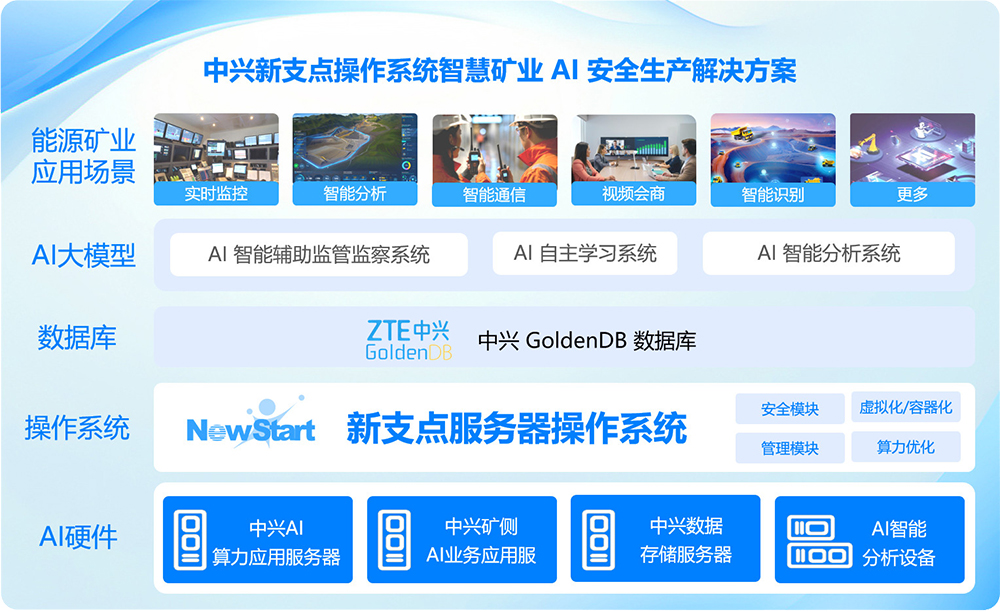 中兴新支点操作系统智慧矿业 AI 安全生产解决方案
能源矿业
应用场景
实时监控
智能分析
智能通信
视频会商
智能识别
更多
AI大模型
AI 智能辅助监管监察系统
AI 自主学习系统
AI 智能分析系统
数据库
ZTE中兴
GoldenDB
中兴 GoldenDB 数据库
操作系统
NewStart
新支点服务器操作系统
安全模块
虚拟化/容器化
管理模块
算力优化
AI硬件
中兴AI
算力应用服务器
中兴矿侧
AI业务应用服
中兴数据
存储服务器
AI智能
分析设备